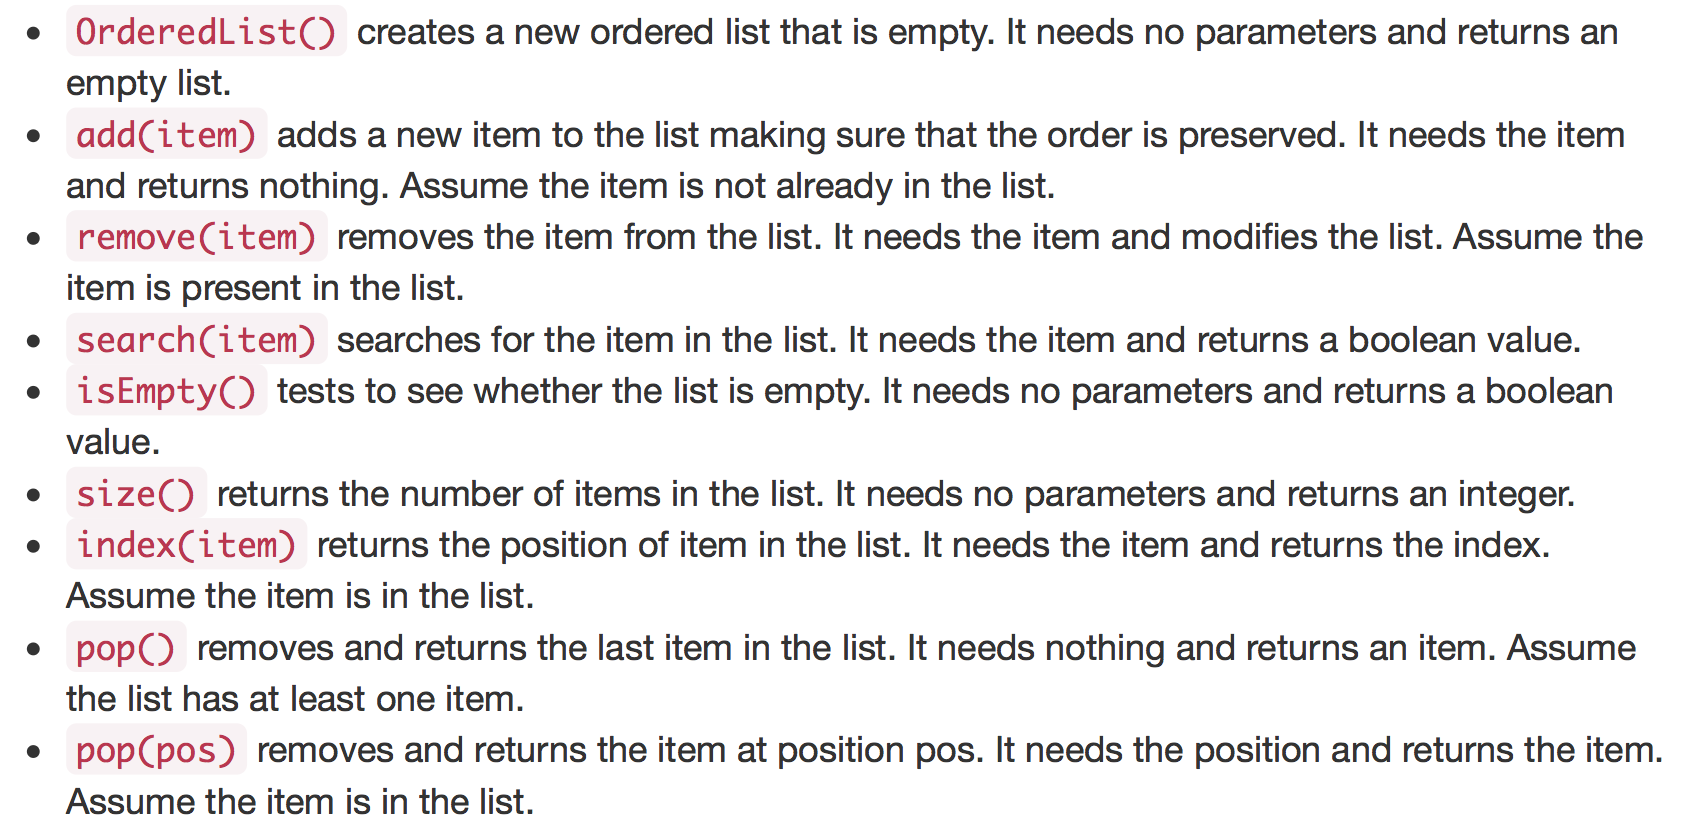 • OrderedList() creates a new ordered list that is empty. It needs no parameters and returns an
empty list.
• add(item) adds a new item to the list making sure that the order is preserved. It needs the item
and returns nothing. Assume the item is not already in the list.
• remove(item) removes the item from the list. It needs the item and modifies the list. Assume the
item is present in the list.
• search(item) searches for the item in the list. It needs the item and returns a boolean value.
• isEmpty() tests to see whether the list is empty. It needs no parameters and returns a boolean
value.
• size() returns the number of items in the list. It needs no parameters and returns an integer.
• index(item) returns the position of item in the list. It needs the item and returns the index.
Assume the item is in the list.
• pop() removes and returns the last item in the list. It needs nothing and returns an item. Assume
the list has at least one item.
• pop(pos) removes and returns the item at position pos. It needs the position and returns the item.
Assume the item is in the list.